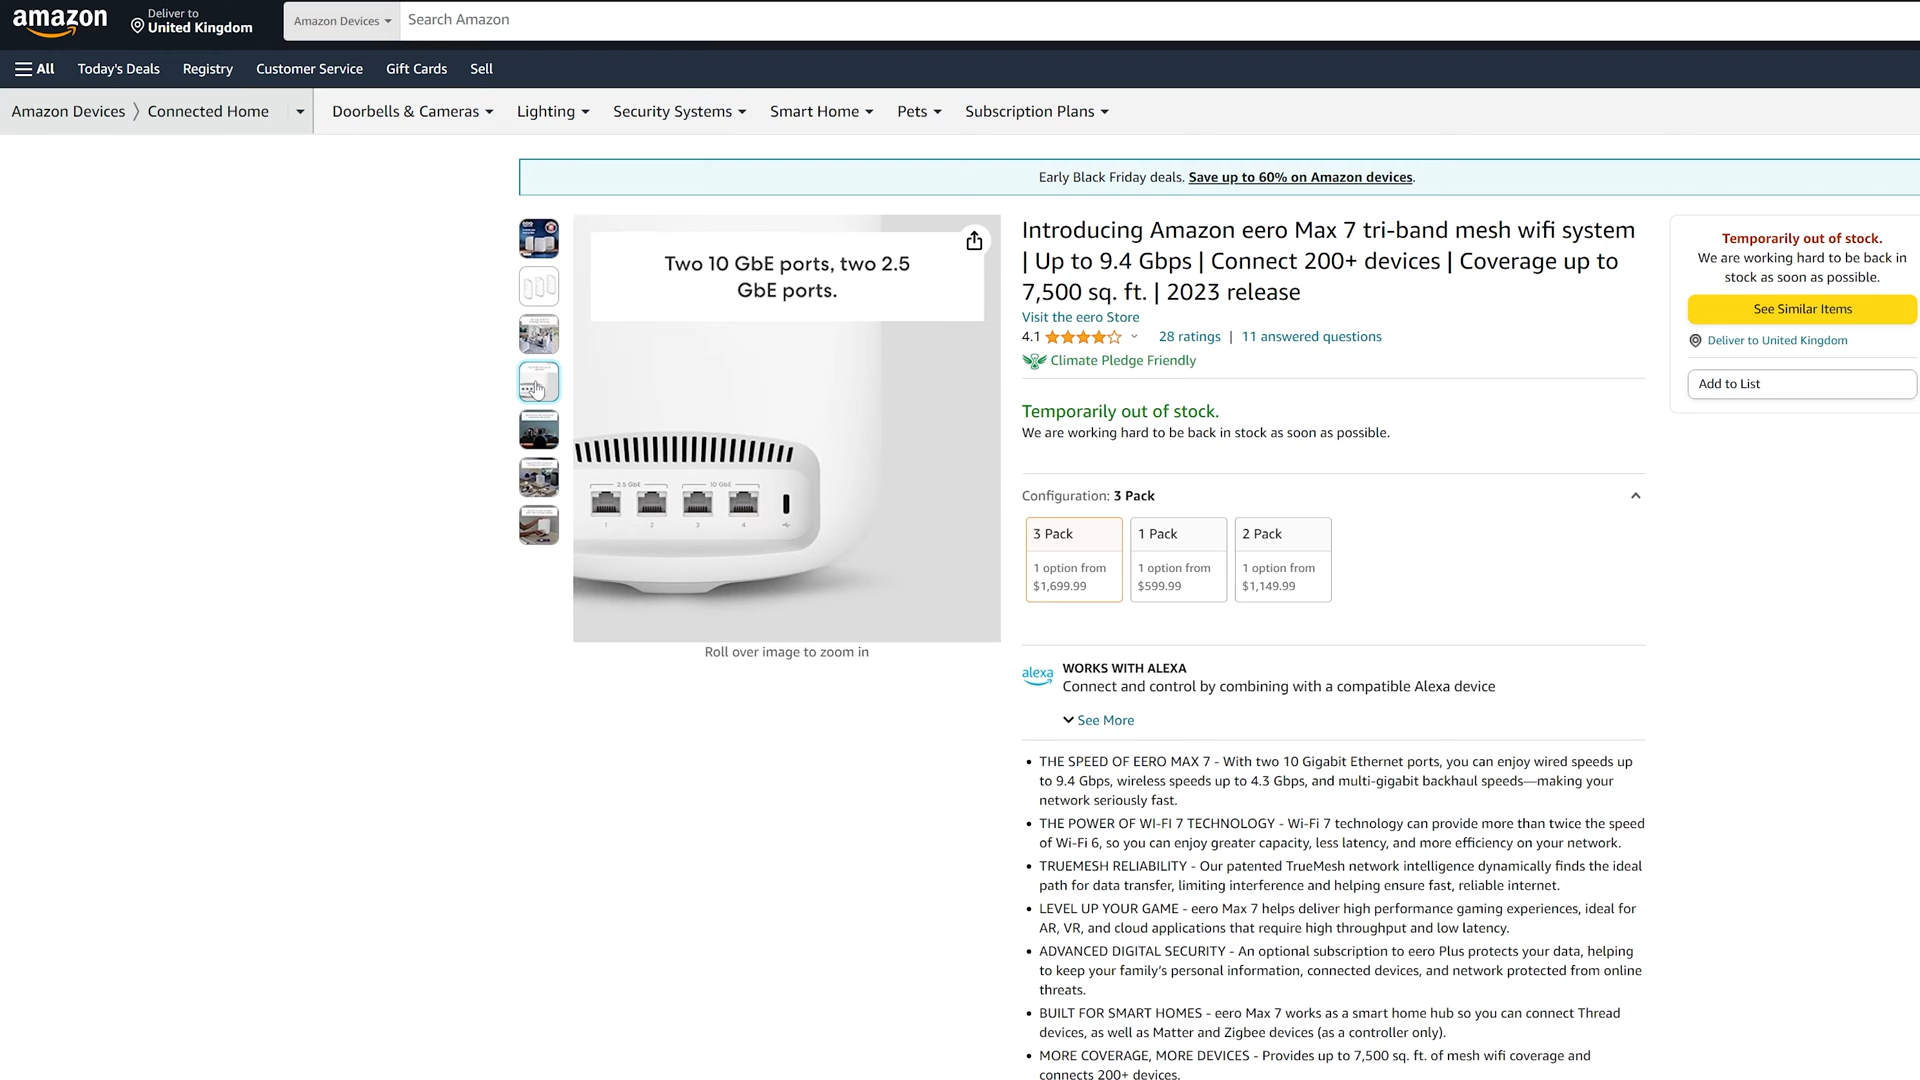 amazon
Deliver to
United Kingdom
Amazon Devices
Search Amazon
All
Today's Deals
Registry
Customer Service
Gift Cards
Sell
Amazon Devices
Connected Home
Doorbells & Cameras
Lighting
Security Systems
Smart Home
Pets
Subscription Plans
Early Black Friday deals. Save up to 60% on Amazon devices.
Two 10 GbE ports, two 2.5
GbE ports.
2.5 GbE
10 GbE
1
2
3
4
Roll over image to zoom in
Introducing Amazon eero Max 7 tri-band mesh wifi system
| Up to 9.4 Gbps | Connect 200+ devices | Coverage up to
7,500 sq. ft. | 2023 release
Visit the eero Store
4.1
28 ratings | 11 answered questions
Climate Pledge Friendly
Temporarily out of stock.
We are working hard to be back in stock as soon as possible.
Configuration: 3 Pack
3 Pack
1 option from
$1,699.99
1 Pack
1 option from
$599.99
2 Pack
1 option from
$1,149.99
alexa
WORKS WITH ALEXA
Connect and control by combining with a compatible Alexa device
See More
• THE SPEED OF EERO MAX 7 - With two 10 Gigabit Ethernet ports, you can enjoy wired speeds up
to 9.4 Gbps, wireless speeds up to 4.3 Gbps, and multi-gigabit backhaul speeds—making your
network seriously fast.
• THE POWER OF WI-FI 7 TECHNOLOGY - Wi-Fi 7 technology can provide more than twice the speed
of Wi-Fi 6, so you can enjoy greater capacity, less latency, and more efficiency on your network.
• TRUEMESH RELIABILITY - Our patented TrueMesh network intelligence dynamically finds the ideal
path for data transfer, limiting interference and helping ensure fast, reliable internet.
• LEVEL UP YOUR GAME - eero Max 7 helps deliver high performance gaming experiences, ideal for
AR, VR, and cloud applications that require high throughput and low latency.
• ADVANCED DIGITAL SECURITY - An optional subscription to eero Plus protects your data, helping
to keep your family's personal information, connected devices, and network protected from online
threats.
• BUILT FOR SMART HOMES - eero Max 7 works as a smart home hub so you can connect Thread
devices, as well as Matter and Zigbee devices (as a controller only).
• MORE COVERAGE, MORE DEVICES - Provides up to 7,500 sq. ft. of mesh wifi coverage and
connects 200+ devices.
Temporarily out of stock.
We are working hard to be back in
stock as soon as possible.
See Similar Items
Deliver to United Kingdom
Add to List